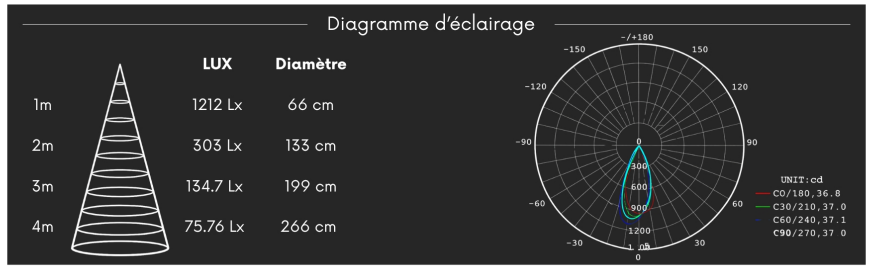 Diagramme d'éclairage
LUX Diamètre
1m 1212 Lx 66 cm
2m 303 Lx 133 cm
3m 134.7 Lx 199 cm
4m 75.76 Lx 266 cm
-/+180
-150 150
-120 120
-90 0 90
300
600
-60 60
900
1200
-30 30
0
UNIT:cd
C0/180,36.8
C30/210,37.0
C60/240,37.1
C90/270,37 0